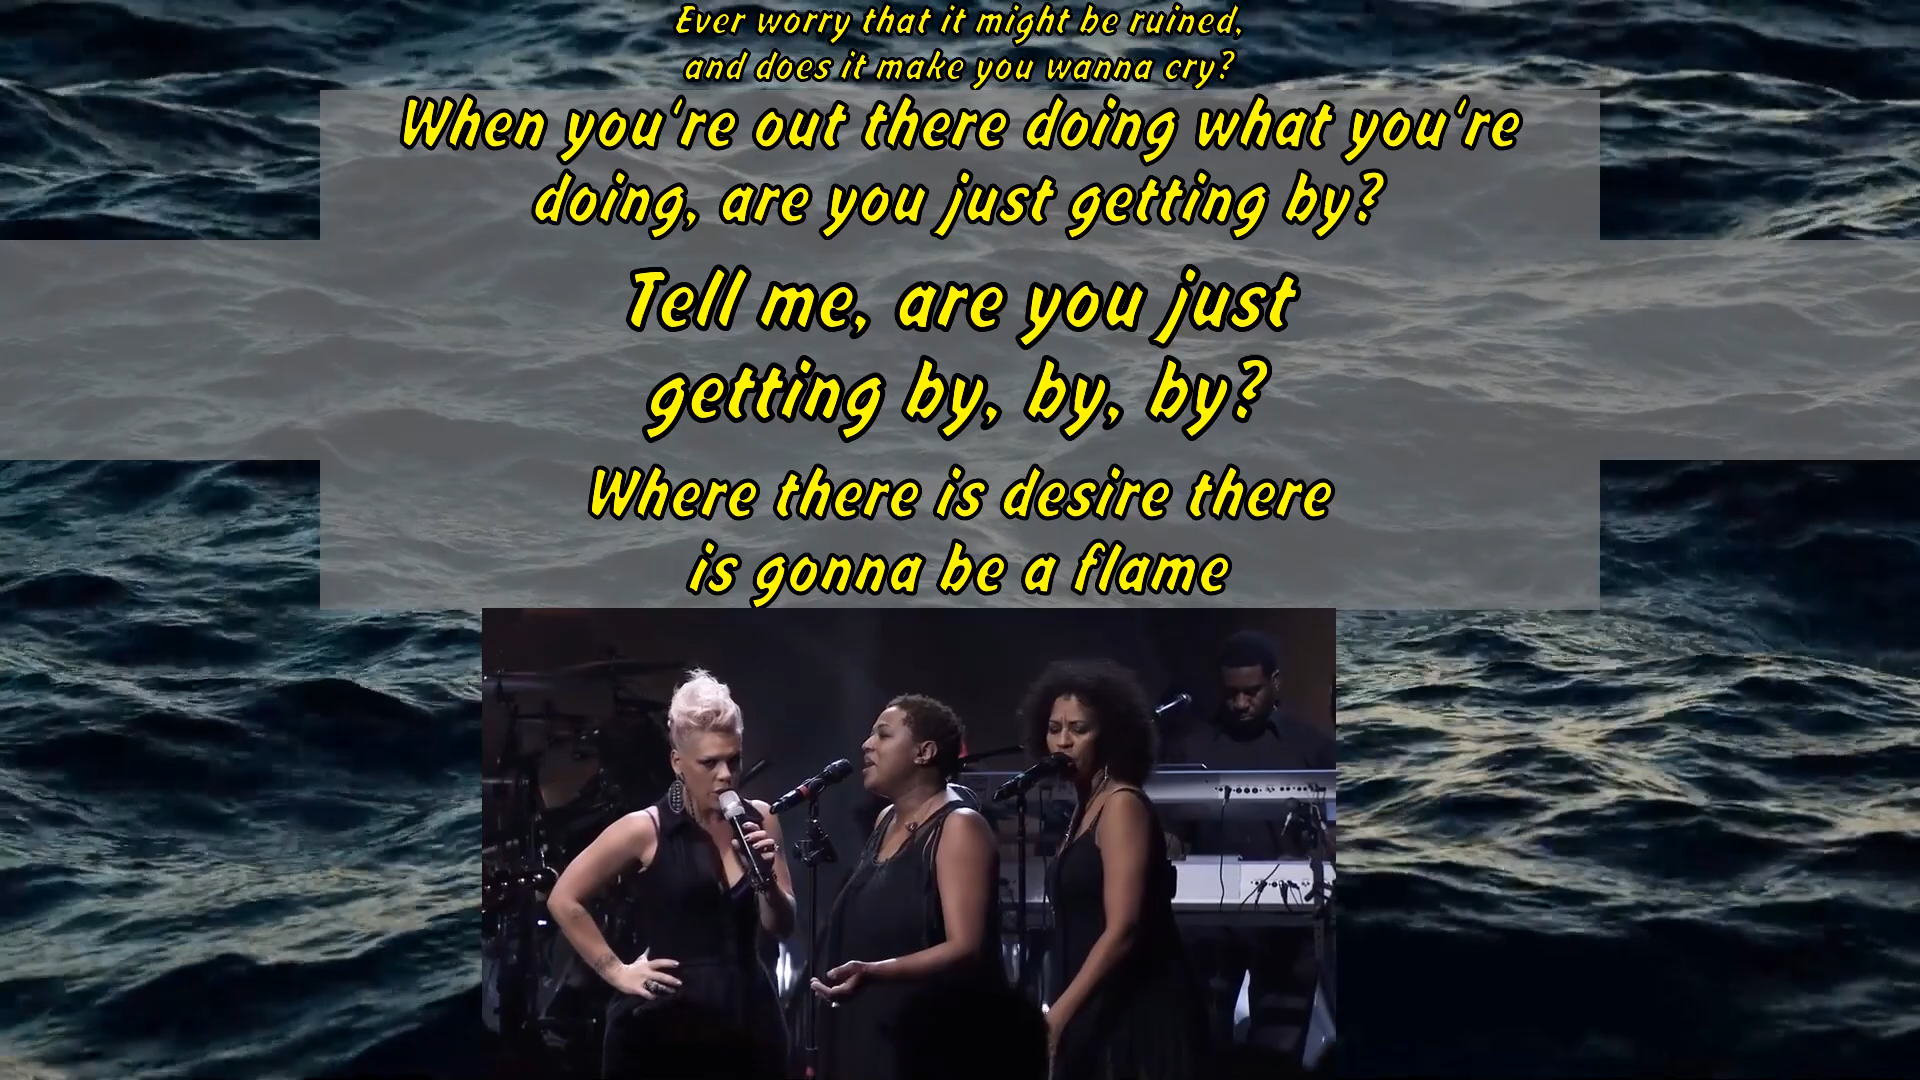 Ever worry that it might be ruined,
and does it make you wanna cry?
When you're out there doing what you're
doing, are you just getting by?
Tell me, are you just
getting by, by, by?
Where there is desire there
is gonna be a flame